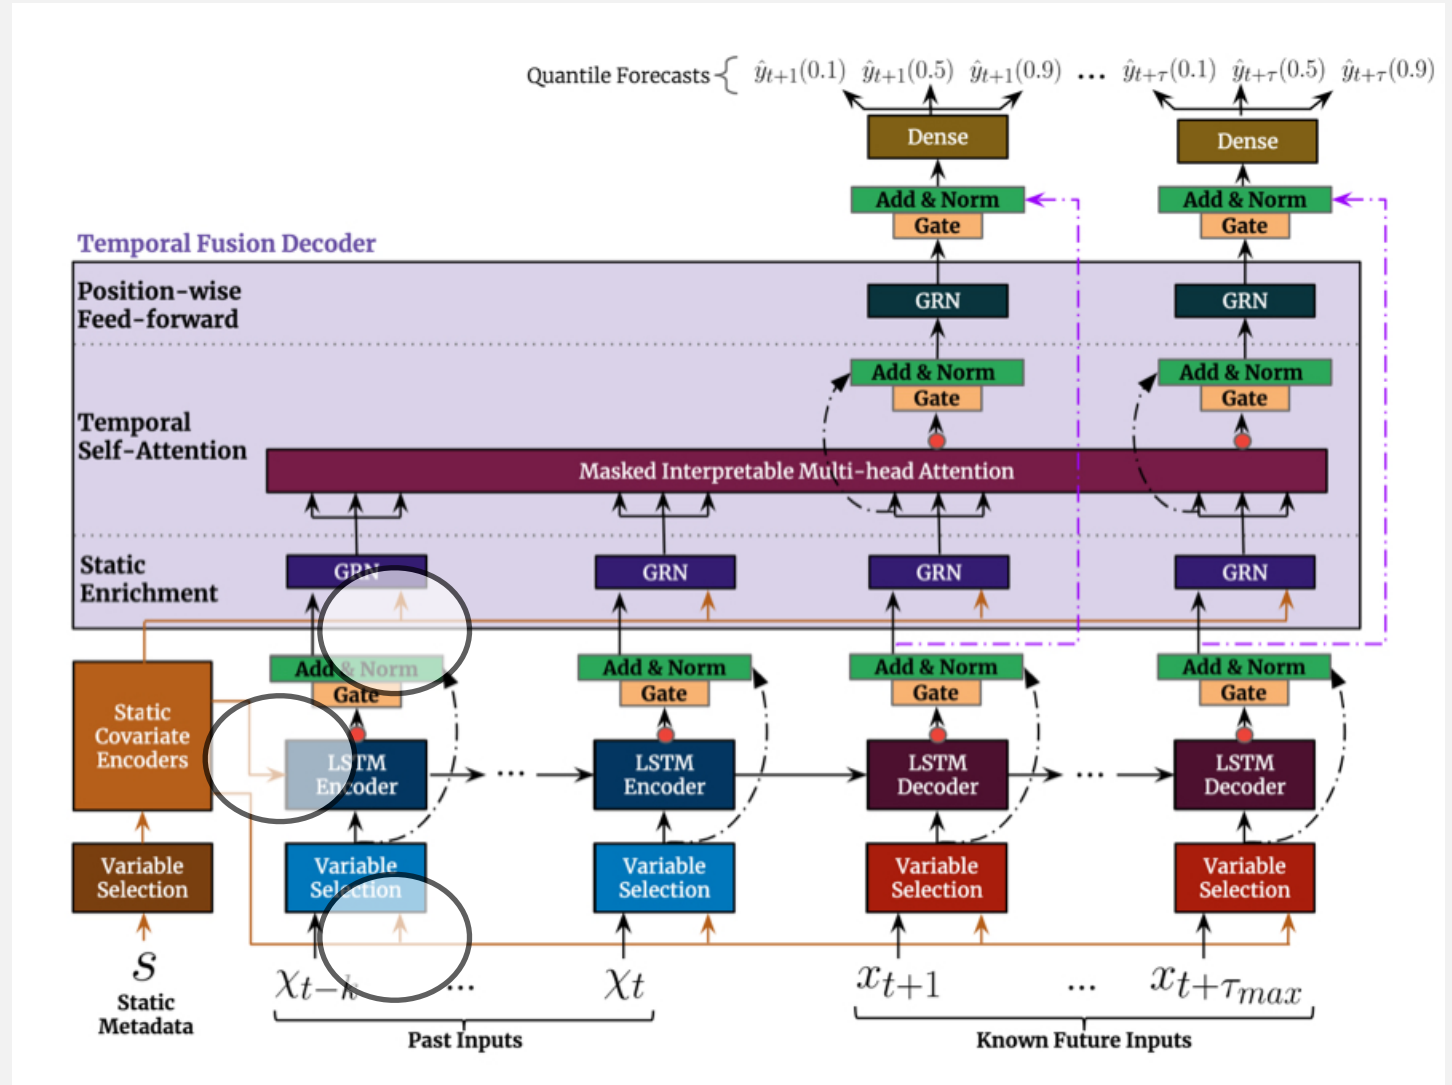 Quantile Forecasts { ŷt+1(0.1) ŷt+1(0.5) ŷt+1(0.9) ... ŷt+τ(0.1) ŷt+τ(0.5) ŷt+τ(0.9)
Dense
Dense
Add & Norm
Gate
Add & Norm
Gate
Temporal Fusion Decoder
Position-wise
Feed-forward
GRN
GRN
Add & Norm
Gate
Add & Norm
Gate
Temporal
Self-Attention
Masked Interpretable Multi-head Attention
Static
Enrichment
GRN
GRN
GRN
GRN
Add & Norm
Gate
Add & Norm
Gate
Add & Norm
Gate
Add & Norm
Gate
Static
Covariate
Encoders
LSTM
Encoder
...
LSTM
Encoder
LSTM
Decoder
...
LSTM
Decoder
Variable
Selection
Variable
Selection
Variable
Selection
Variable
Selection
Variable
Selection
s
Static
Metadata
χt−k
...
χt
xt+1
...
xt+τmax
Past Inputs
Known Future Inputs